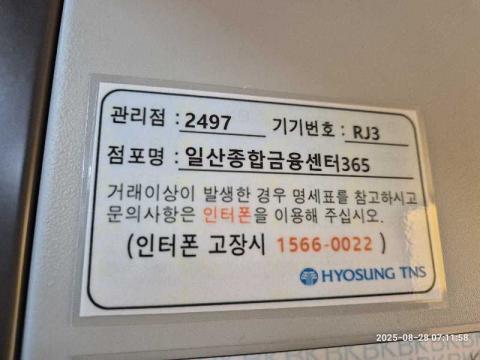 관리점 : 2497 기기번호 : RJ3
점포명 : 일산종합금융센터365
거래이상이 발생한 경우 명세표를 참고하시고
문의사항은 인터폰을 이용해 주십시오.
(인터폰 고장시 1566-0022 )
HYOSUNG TNS
2025-08-28 07:11:58